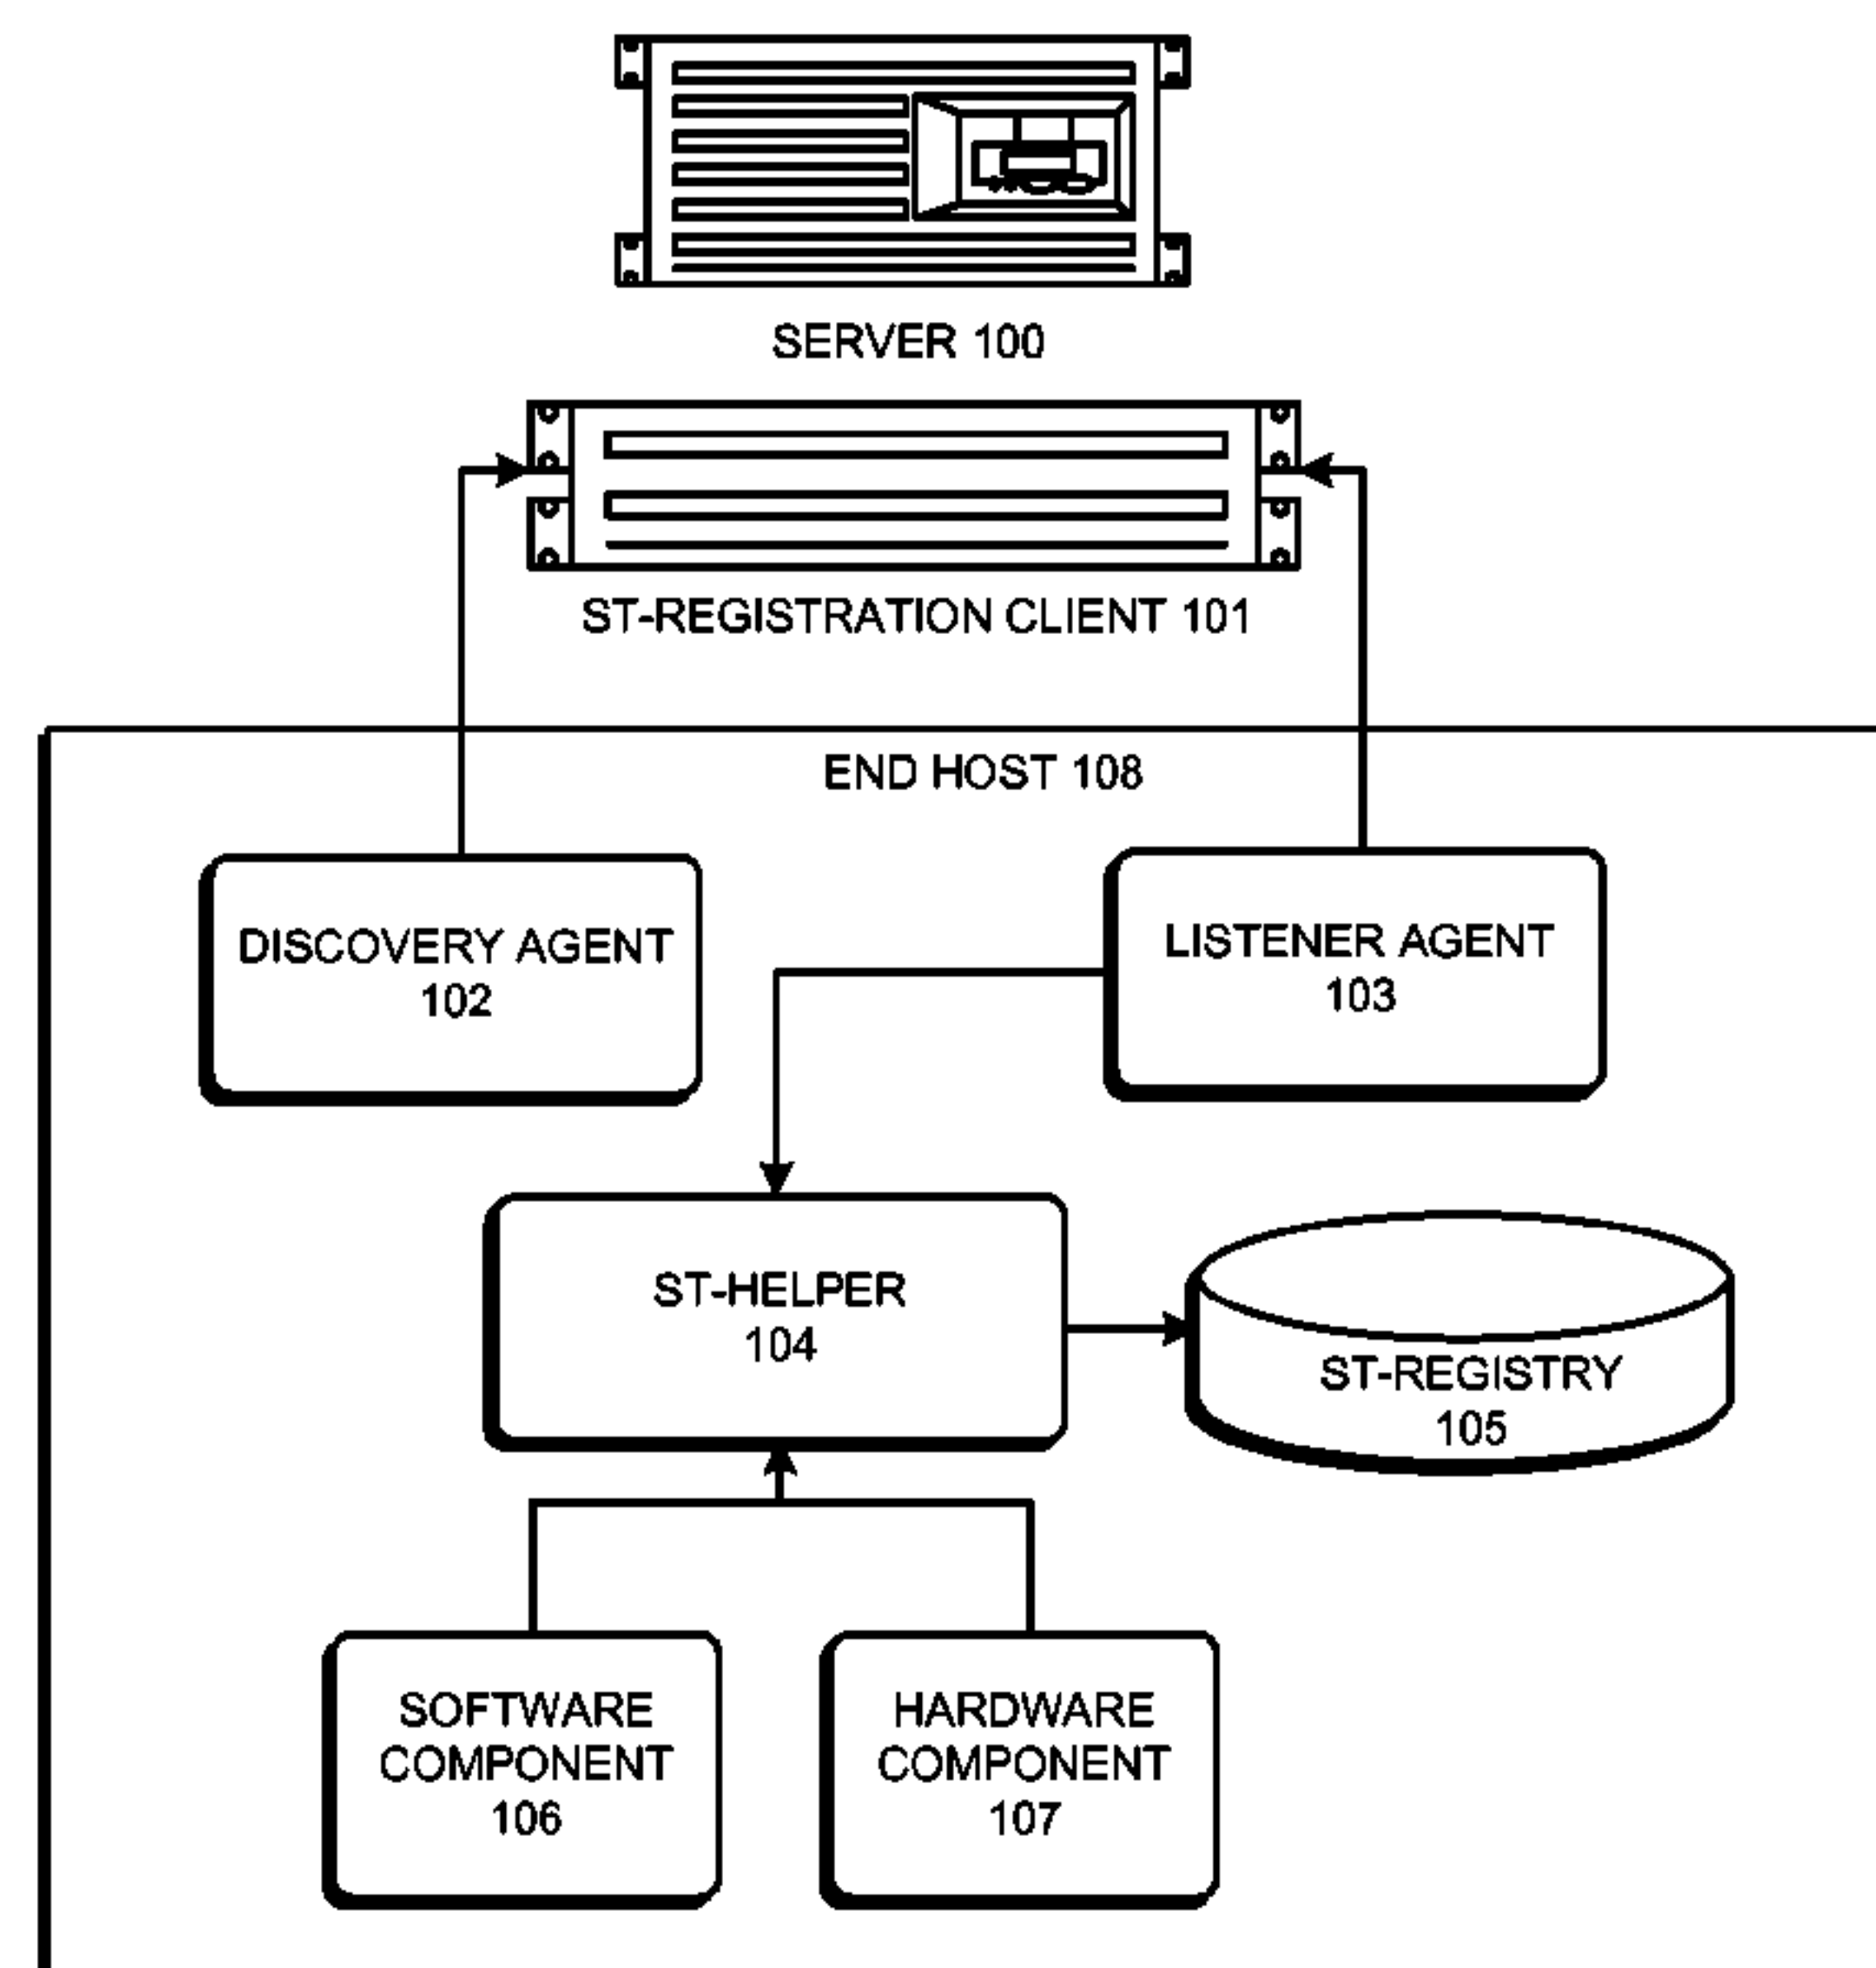 SERVER 100
ST-REGISTRATION CLIENT 101
END HOST 108
DISCOVERY AGENT
102
LISTENER AGENT
103
ST-HELPER
104
ST-REGISTRY
105
SOFTWARE
COMPONENT
106
HARDWARE
COMPONENT
107